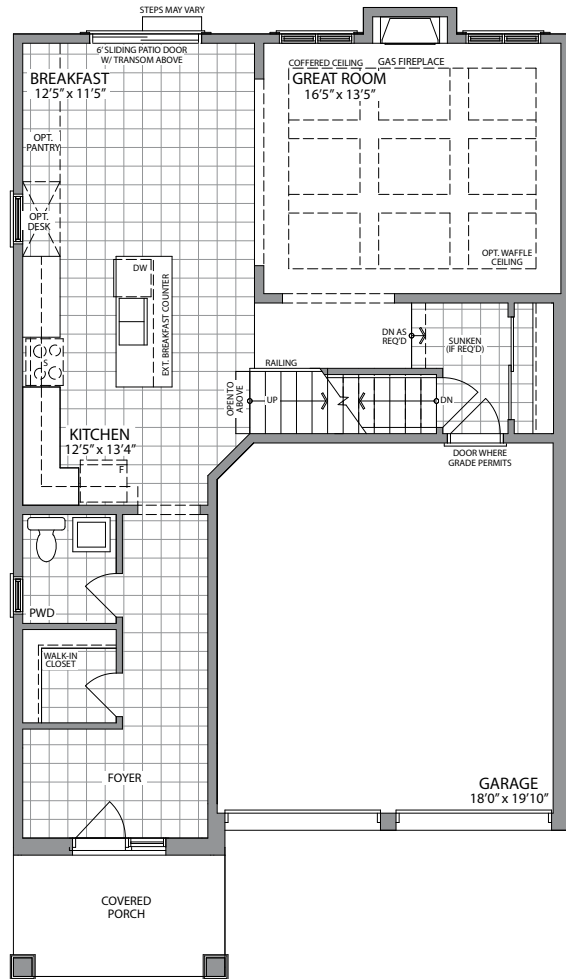 STEPS MAY VARY
6' SLIDING PATIO DOOR
W/ TRANSOM ABOVE
BREAKFAST
12'5" x 11'5"
COFFERED CEILING
GAS FIREPLACE
GREAT ROOM
16'5" x 13'5"
OPT.
PANTRY
OPT.
DESK
OPT. WAFFLE
CEILING
DW
EXT. BREAKFAST COUNTER
DN AS
REQ'D
SUNKEN
(IF REQ'D)
S
RAILING
OPEN TO
ABOVE
UP
DN
KITCHEN
12'5" x 13'4"
F
DOOR WHERE
GRADE PERMITS
PWD
WALK-IN
CLOSET
FOYER
GARAGE
18'0" x 19'10"
COVERED
PORCH